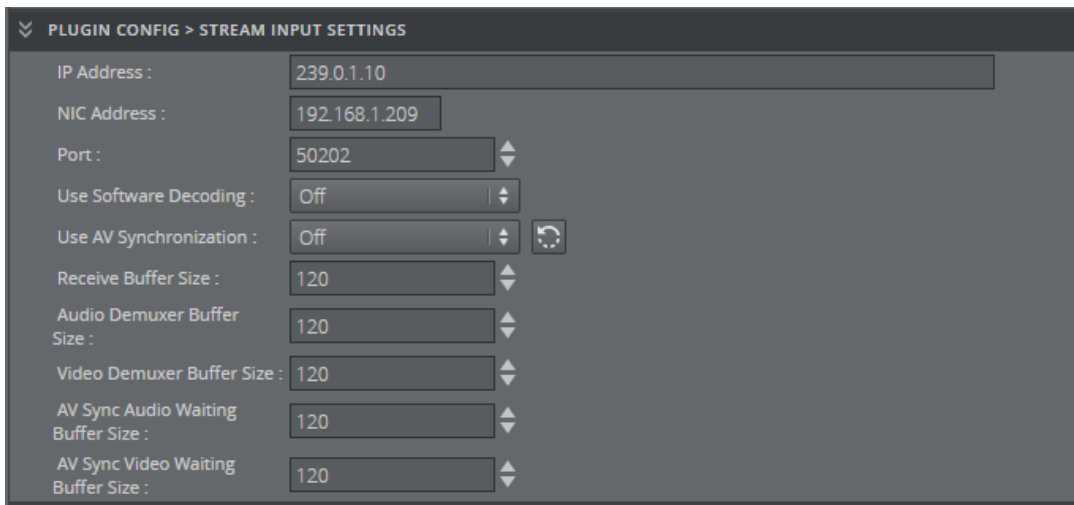 PLUGIN CONFIG > STREAM INPUT SETTINGS
IP Address : 239.0.1.10
NIC Address : 192.168.1.209
Port : 50202
Use Software Decoding : Off
Use AV Synchronization : Off
Receive Buffer Size : 120
Audio Demuxer Buffer
Size : 120
Video Demuxer Buffer Size : 120
AV Sync Audio Waiting
Buffer Size : 120
AV Sync Video Waiting
Buffer Size : 120